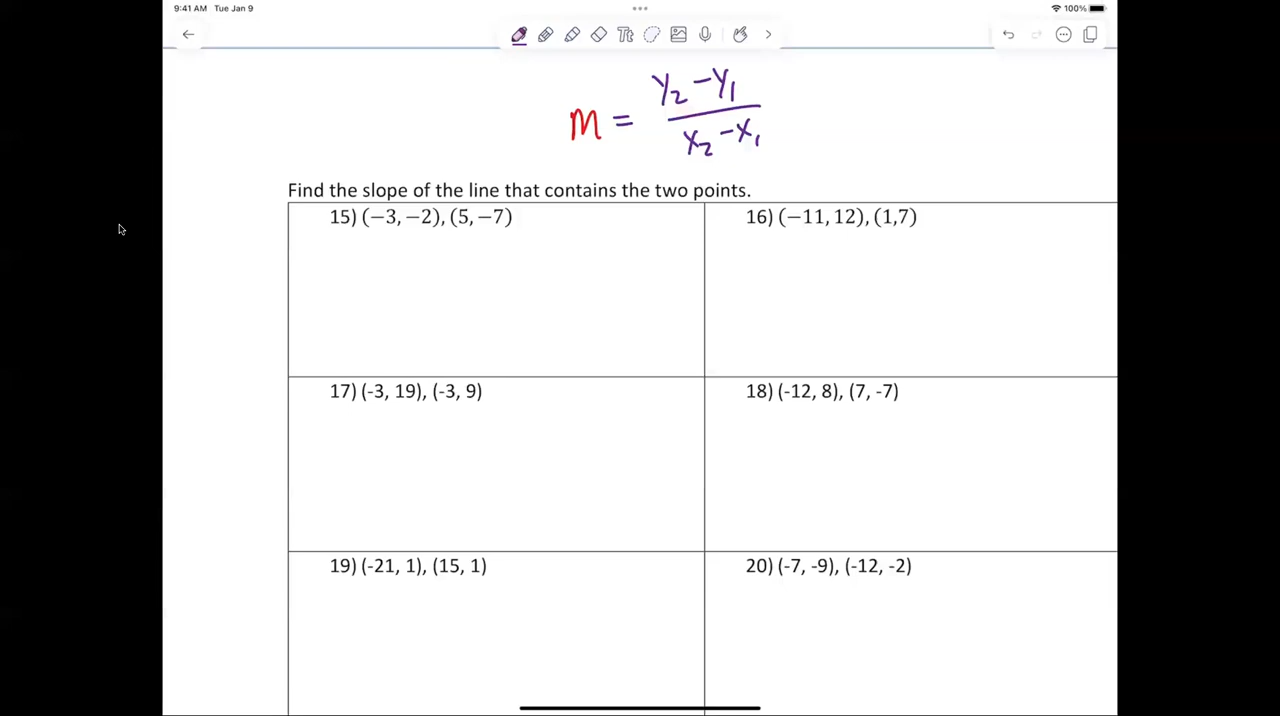 9:41 AM Tue Jan 9
100%
Tt
m = y₂ - y₁
x₂ - x₁
Find the slope of the line that contains the two points.
15) (−3, −2), (5, −7)
16) (−11, 12), (1,7)
17) (-3, 19), (-3, 9)
18) (-12, 8), (7, -7)
19) (-21, 1), (15, 1)
20) (-7, -9), (-12, -2)